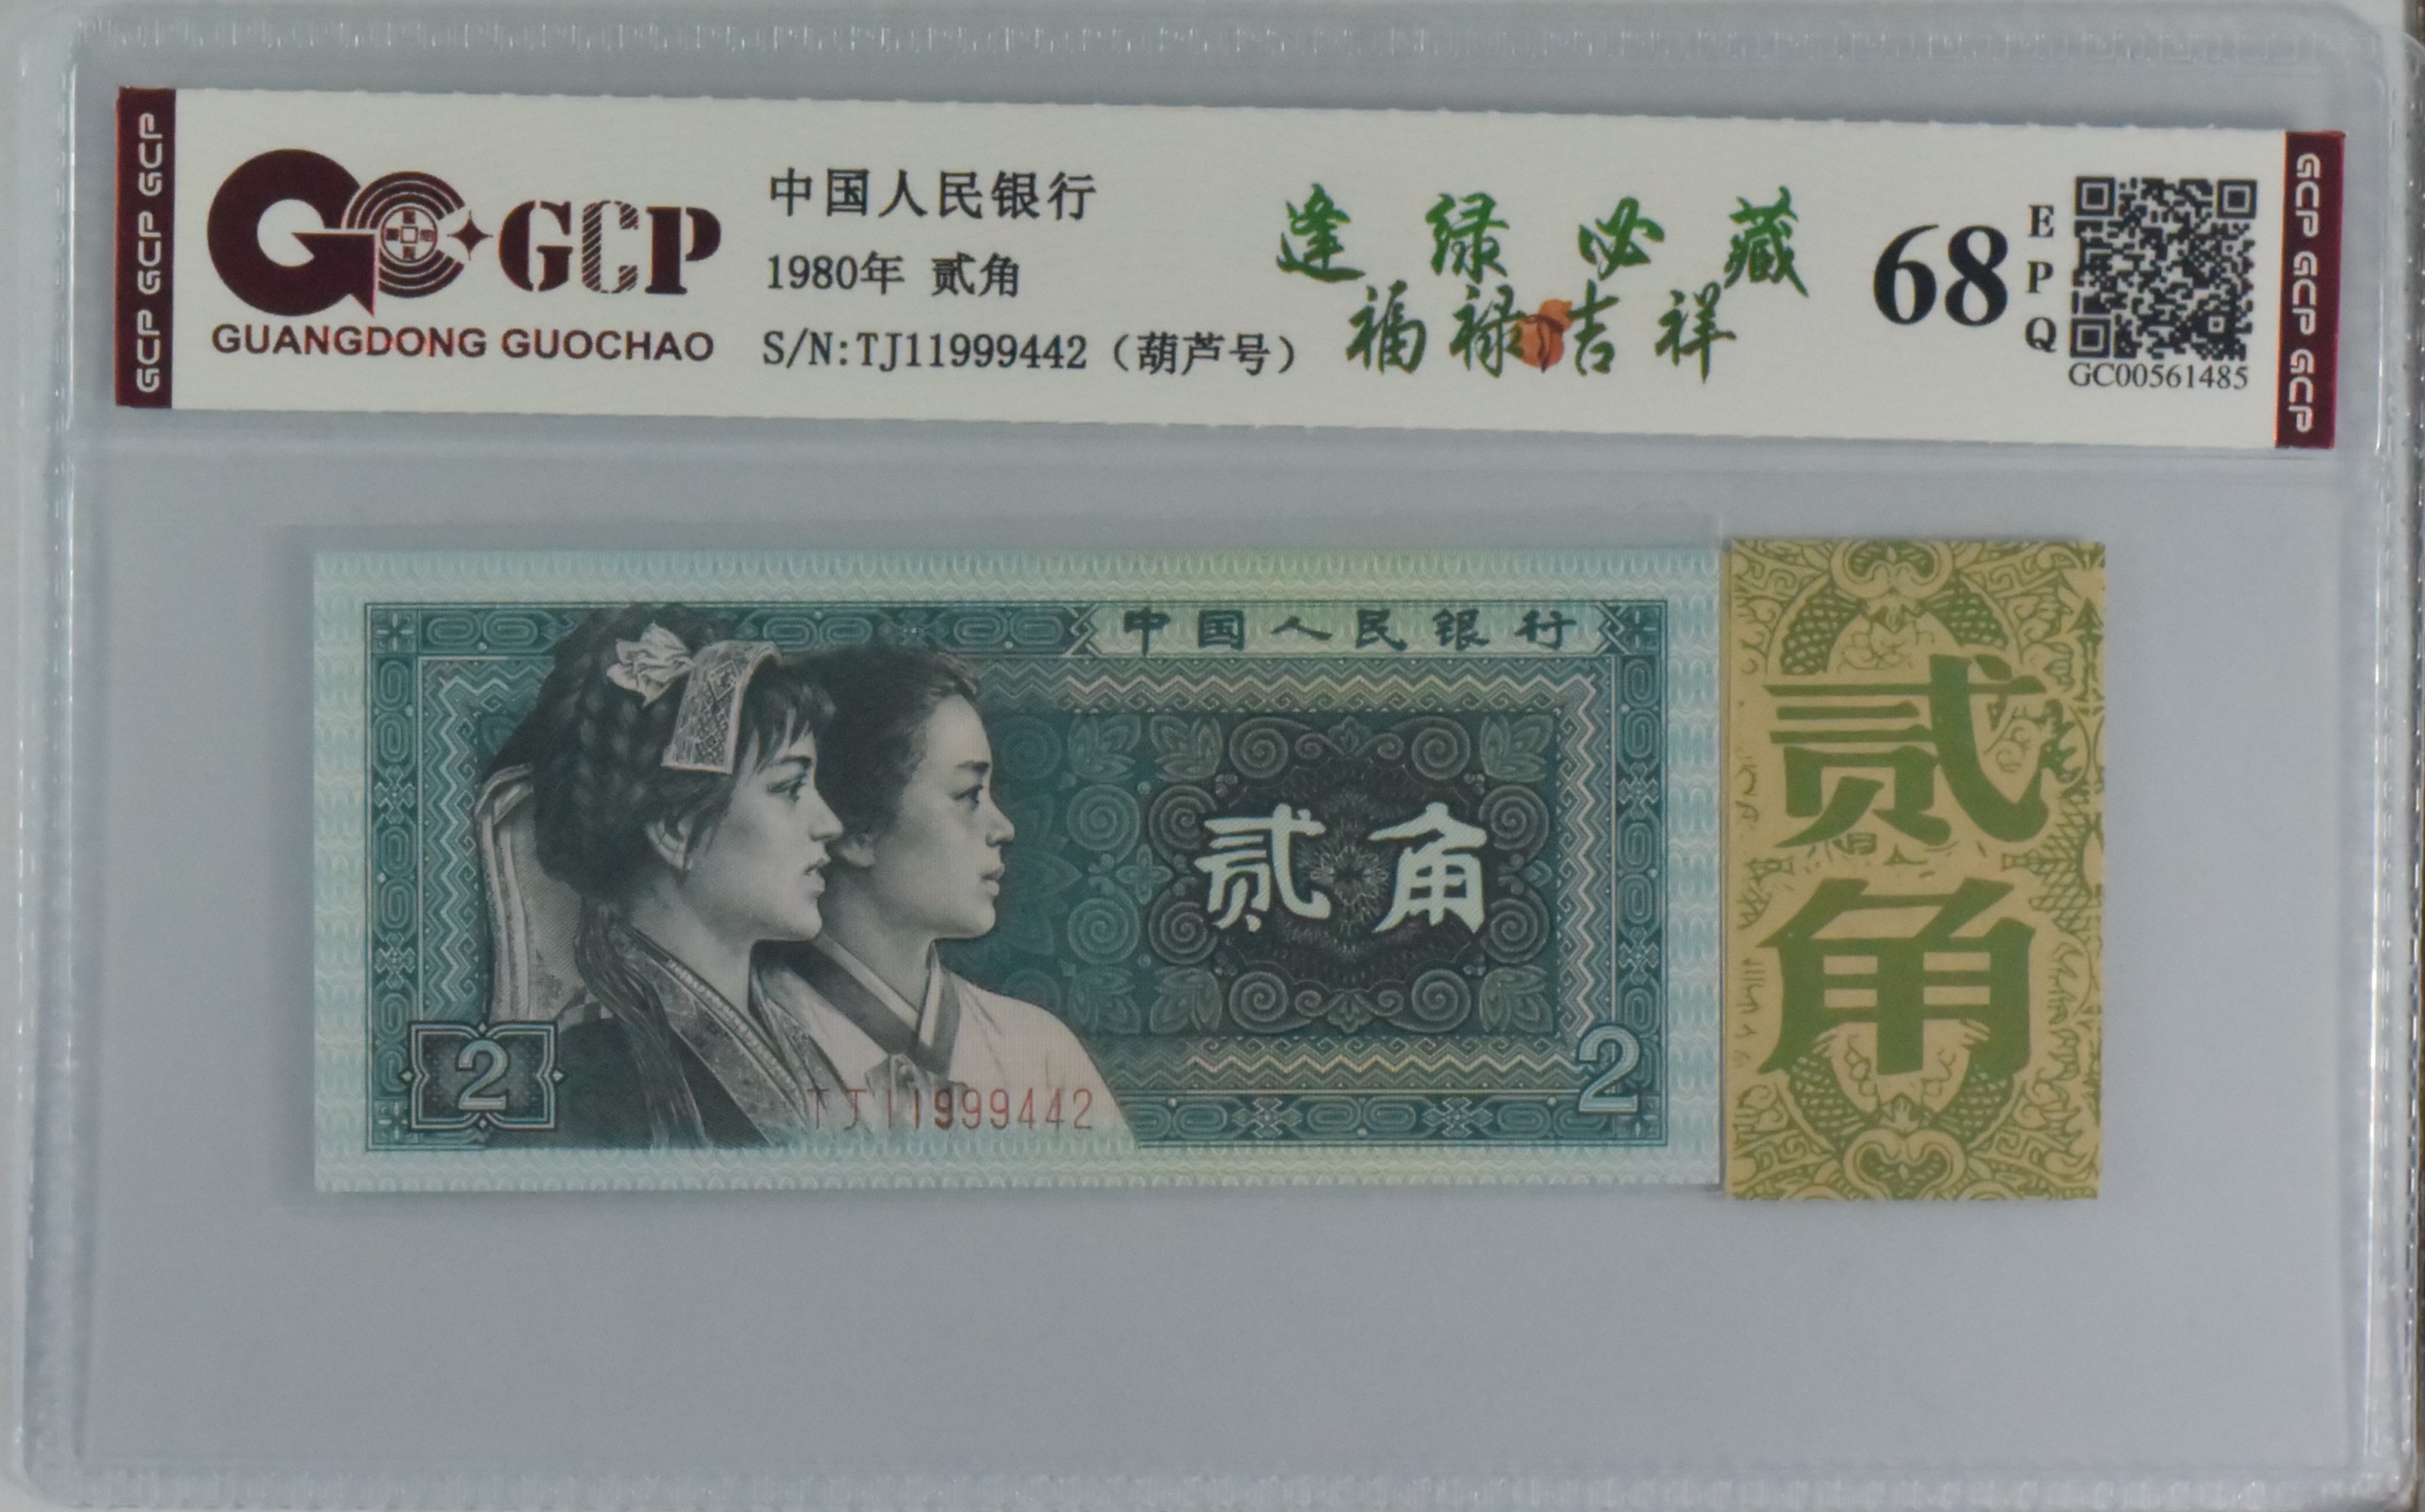 GCP GCP GCP
GCP
GUANGDONG GUOCHAO
中国人民银行
1980年 贰角
S/N:TJ11999442（葫芦号）
逢绿必藏
福禄吉祥
68
EPQ
GC00561485
GCP GCP GCP
中国人民银行
贰角
2
TJ11999442
2
贰角